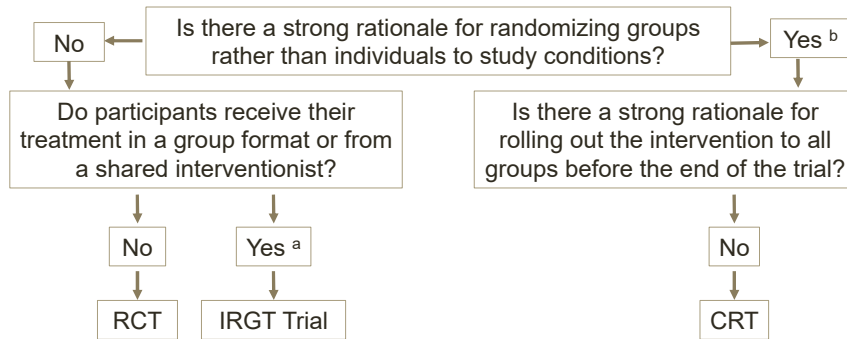 Is there a strong rationale for randomizing groups
rather than individuals to study conditions?
No
Yes ᵇ
Do participants receive their
treatment in a group format or from
a shared interventionist?
Is there a strong rationale for
rolling out the intervention to all
groups before the end of the trial?
No
Yes ᵃ
No
RCT
IRGT Trial
CRT